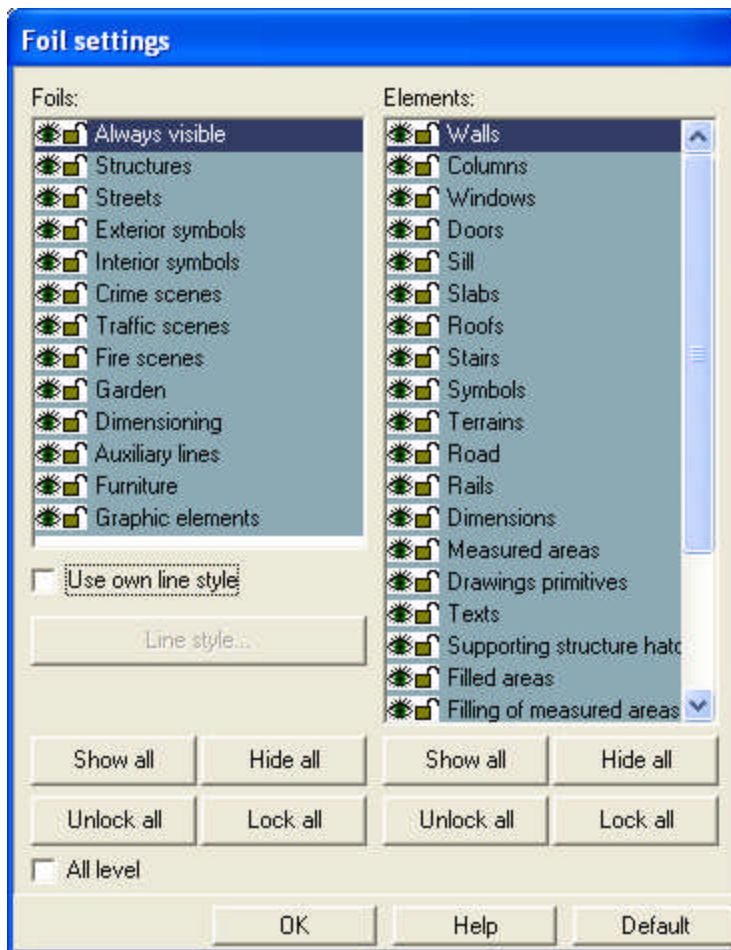 Foil settings
Foils:
Always visible
Structures
Streets
Exterior symbols
Interior symbols
Crime scenes
Traffic scenes
Fire scenes
Garden
Dimensioning
Auxiliary lines
Furniture
Graphic elements
Use own line style
Line style...
Show all
Hide all
Unlock all
Lock all
All level
Elements:
Walls
Columns
Windows
Doors
Sill
Slabs
Roofs
Stairs
Symbols
Terrains
Road
Rails
Dimensions
Measured areas
Drawings primitives
Texts
Supporting structure hatc
Filled areas
Filling of measured areas
Show all
Hide all
Unlock all
Lock all
OK
Help
Default